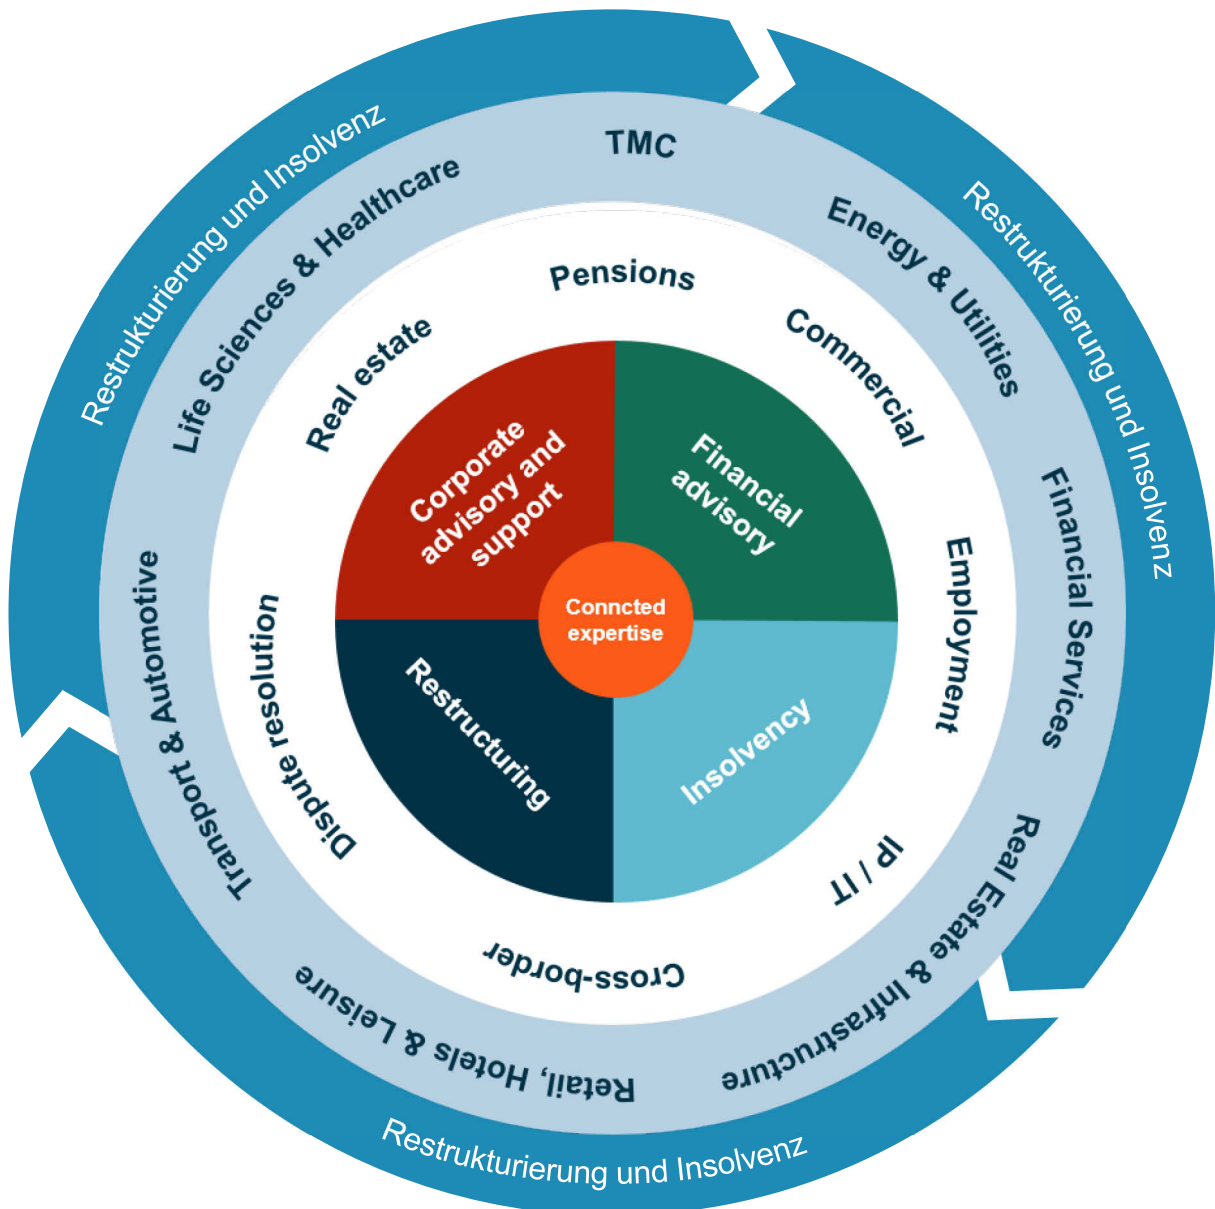 Restrukturierung und Insolvenz
Restrukturierung und Insolvenz
Restrukturierung und Insolvenz
TMC
Energy & Utilities
Financial Services
Real Estate & Infrastructure
Retail, Hotels & Leisure
Transport & Automotive
Life Sciences & Healthcare
Pensions
Commercial
Employment
IP / IT
Cross-border
Dispute resolution
Real estate
Corporate
advisory and
support
Financial
advisory
Insolvency
Restructuring
Conncted
expertise